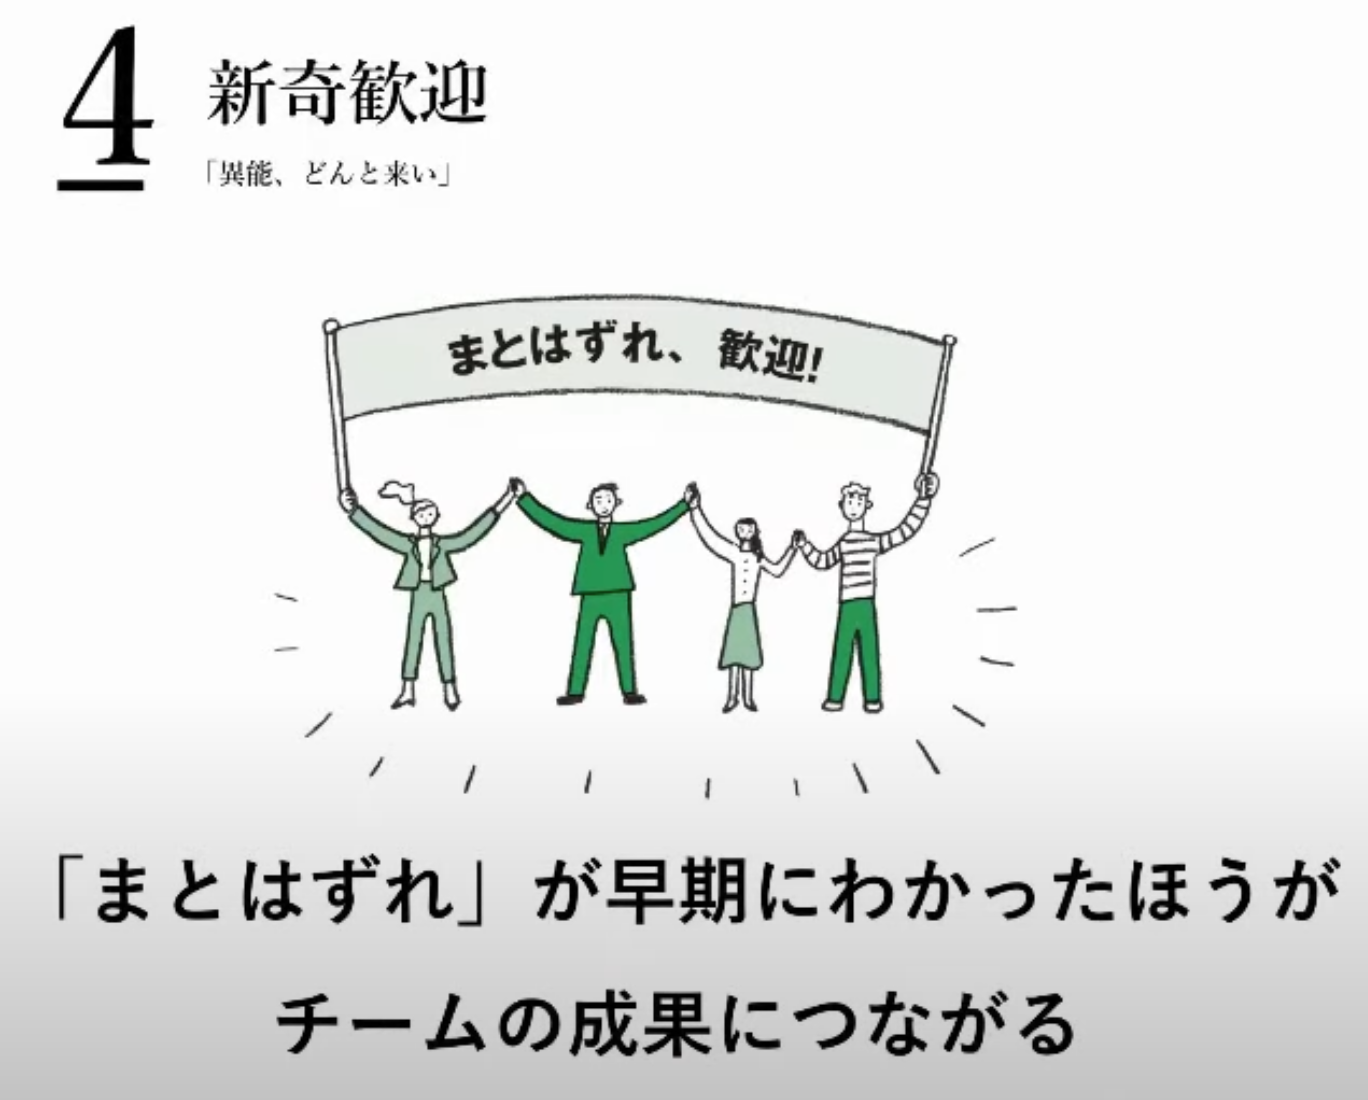 4
新奇歓迎
「異能、どんと来い」
まとはずれ、歓迎!
「まとはずれ」が早期にわかったほうが
チームの成果につながる